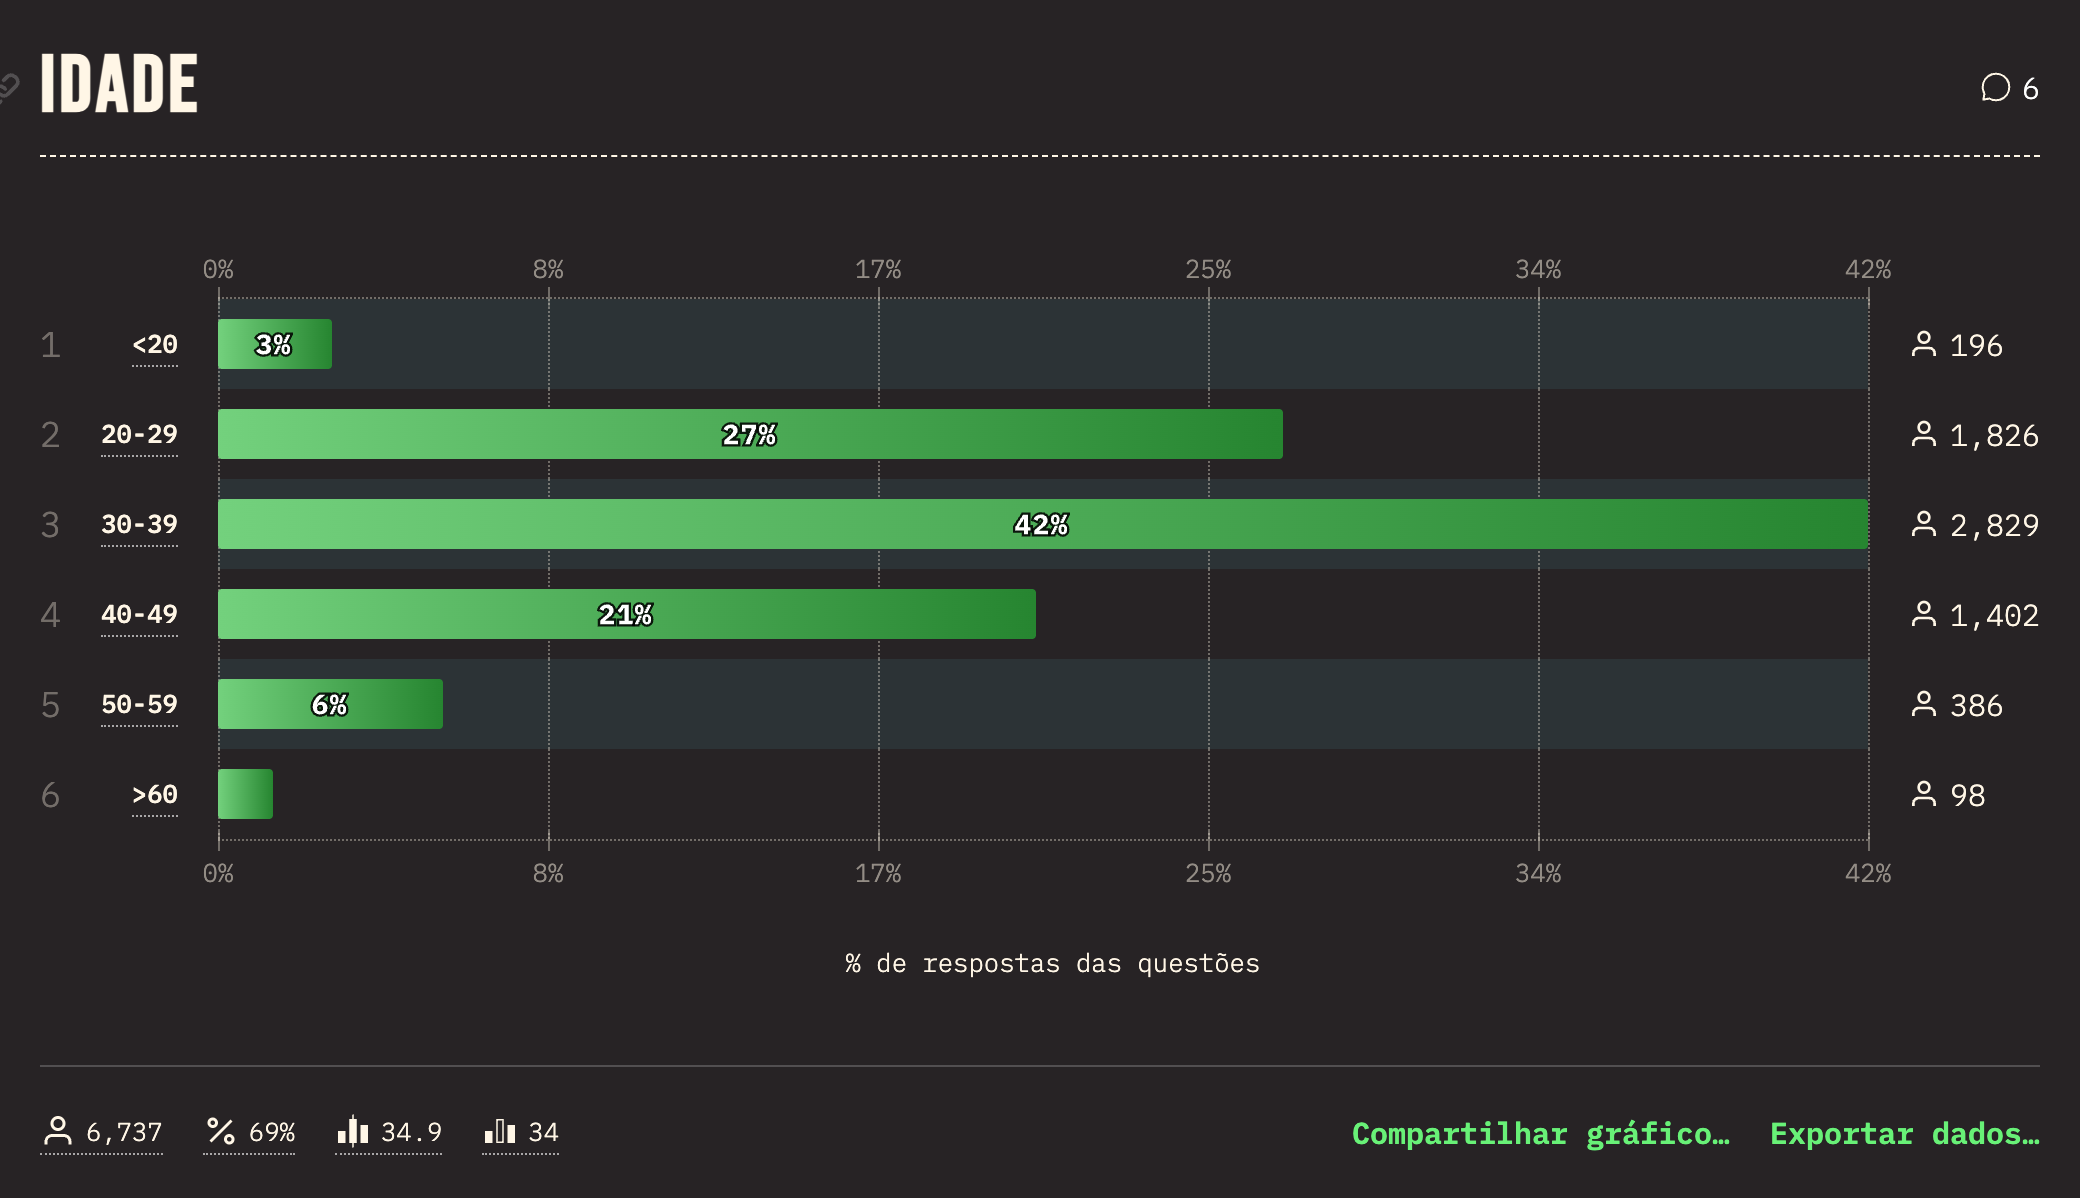 IDADE
6
0% 8% 17% 25% 34% 42%
1 <20 3% 196
2 20-29 27% 1,826
3 30-39 42% 2,829
4 40-49 21% 1,402
5 50-59 6% 386
6 >60 98
0% 8% 17% 25% 34% 42%
% de respostas das questões
6,737 69% 34.9 34 Compartilhar gráfico… Exportar dados…